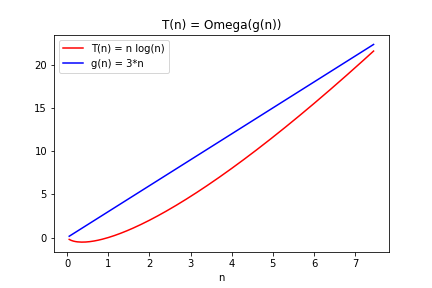 T(n) = Omega(g(n))
T(n) = n log(n)
g(n) = 3*n
20
15
10
5
0
0 1 2 3 4 5 6 7
n